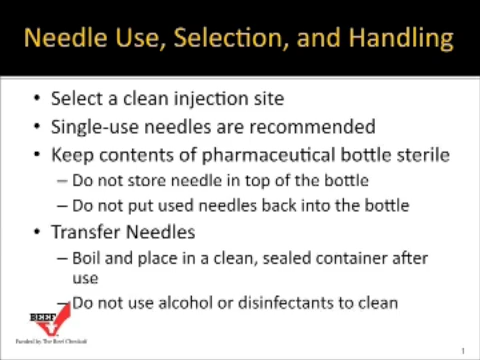 Needle Use, Selection, and Handling
• Select a clean injection site
• Single-use needles are recommended
• Keep contents of pharmaceutical bottle sterile
– Do not store needle in top of the bottle
– Do not put used needles back into the bottle
• Transfer Needles
– Boil and place in a clean, sealed container after
use
– Do not use alcohol or disinfectants to clean
BEEF
Funded by The Beef Checkoff
1